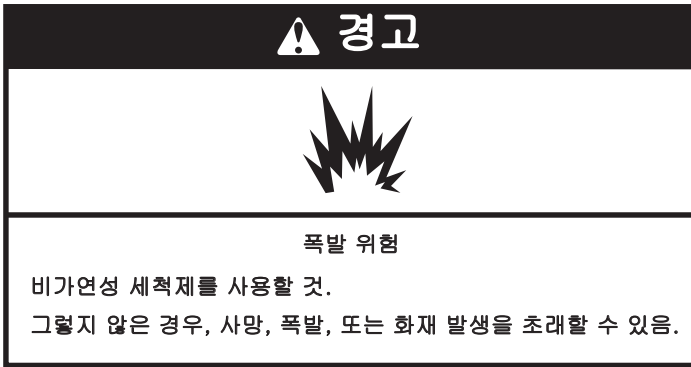 경고
폭발 위험
비가연성 세척제를 사용할 것.
그렇지 않은 경우, 사망, 폭발, 또는 화재 발생을 초래할 수 있음.